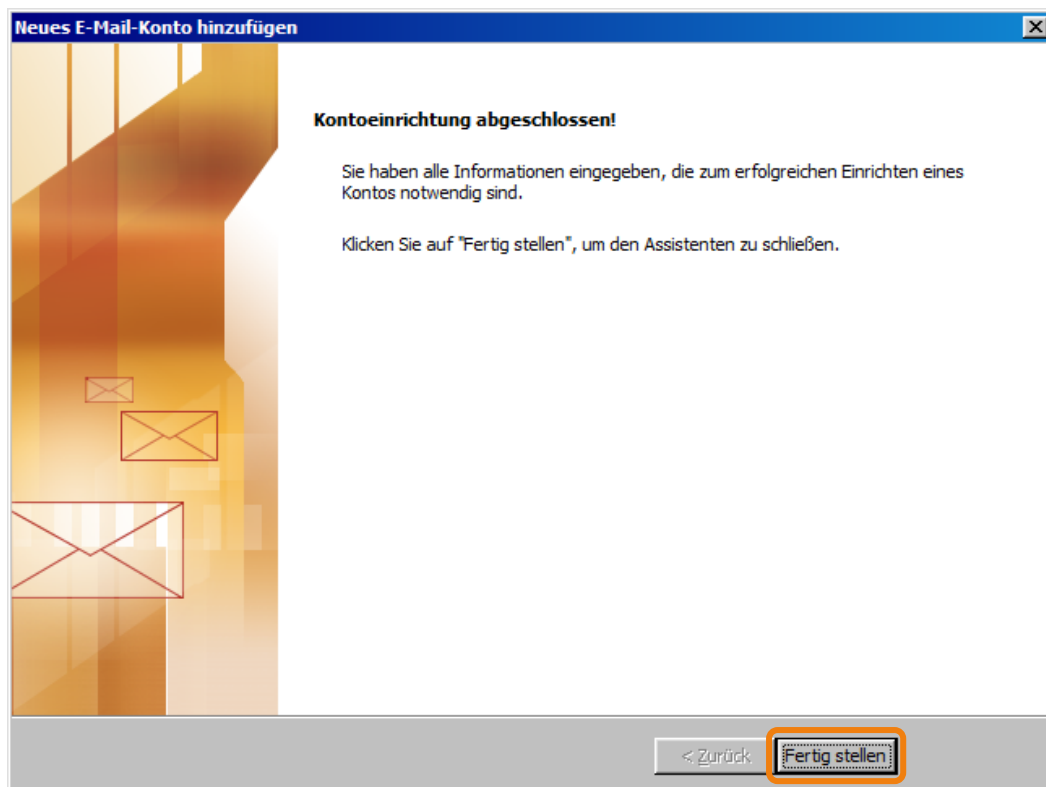 Neues E-Mail-Konto hinzufügen
Kontoeinrichtung abgeschlossen!
Sie haben alle Informationen eingegeben, die zum erfolgreichen Einrichten eines
Kontos notwendig sind.
Klicken Sie auf "Fertig stellen", um den Assistenten zu schließen.
< Zurück
Fertig stellen